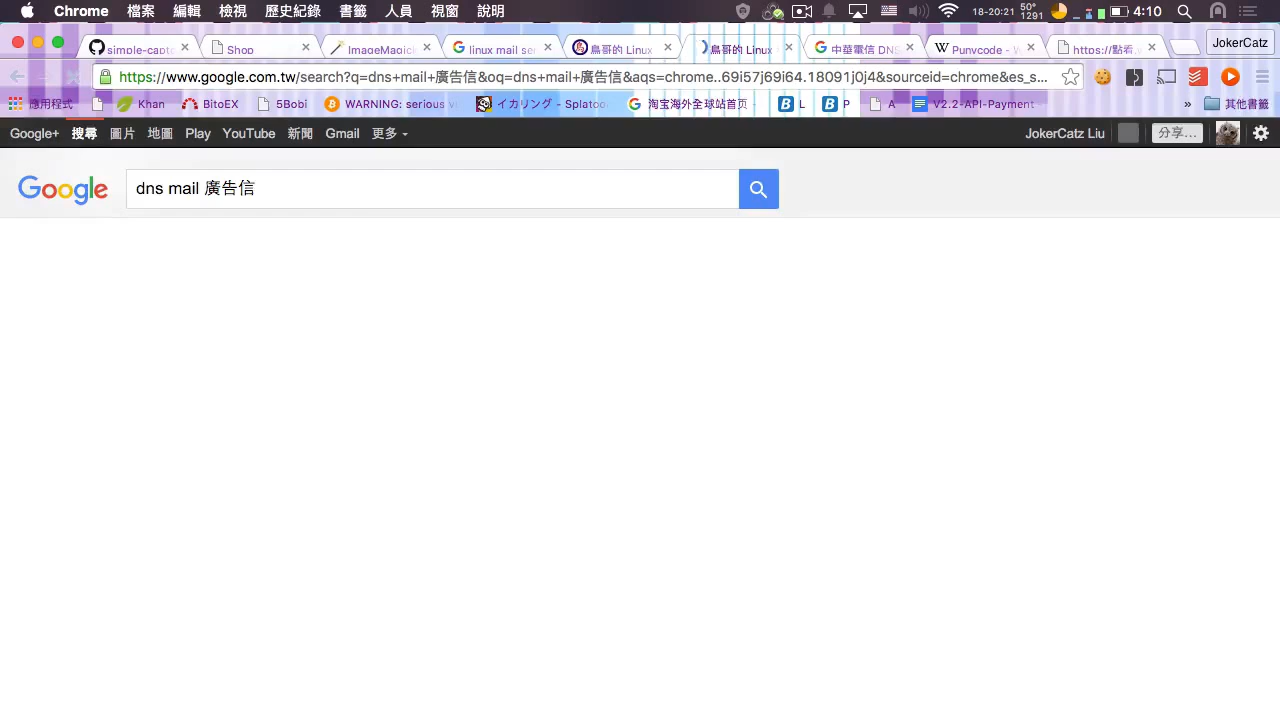 Chrome 檔案 編輯 檢視 歷史紀錄 書籤 人員 視窗 說明 18-20:21 50° 1291 4:10
simple-capt Shop ImageMagick linux mail se 鳥哥的 Linux 鳥哥的 Linux 中華電信 DNS Punycode - W https://點看. JokerCatz
https://www.google.com.tw/search?q=dns+mail+廣告信&oq=dns+mail+廣告信&aqs=chrome..69i57j69i64.18091j0j4&sourceid=chrome&es_s...
應用程式 Khan BitoEX 58obi WARNING: serious イカリング - Splatoo 淘宝海外全球站首页 - L P A V2.2-API-Payment 其他書籤
Google+ 搜尋 圖片 地圖 Play YouTube 新聞 Gmail 更多 JokerCatz Liu 分享...
Google dns mail 廣告信